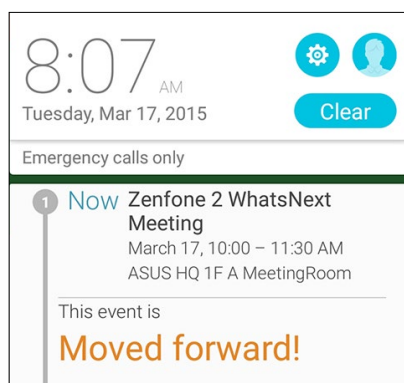 8:07 AM
Tuesday, Mar 17, 2015
Clear
Emergency calls only
1 Now Zenfone 2 WhatsNext
Meeting
March 17, 10:00 – 11:30 AM
ASUS HQ 1F A MeetingRoom
This event is
Moved forward!